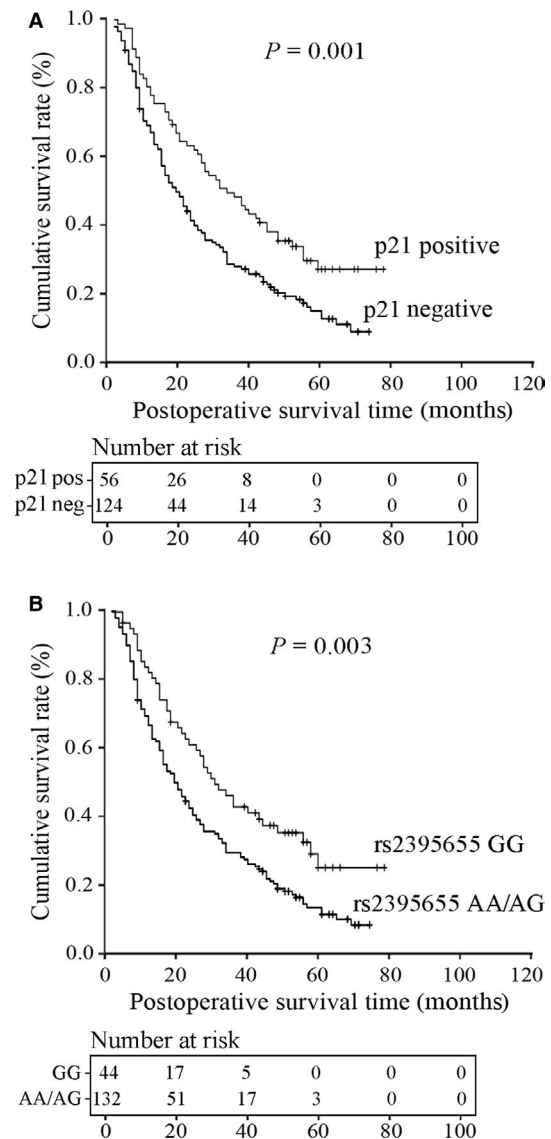 A
P = 0.001
Cumulative survival rate (%)
1.0
0.8
0.6
0.4
0.2
0.0
p21 positive
p21 negative
0 20 40 60 80 100 120
Postoperative survival time (months)
Number at risk
p21 pos 56 26 8 0 0 0
p21 neg 124 44 14 3 0 0
0 20 40 60 80 100
B
P = 0.003
Cumulative survival rate (%)
1.0
0.8
0.6
0.4
0.2
0.0
rs2395655 GG
rs2395655 AA/AG
0 20 40 60 80 100 120
Postoperative survival time (months)
Number at risk
GG 44 17 5 0 0 0
AA/AG 132 51 17 3 0 0
0 20 40 60 80 100